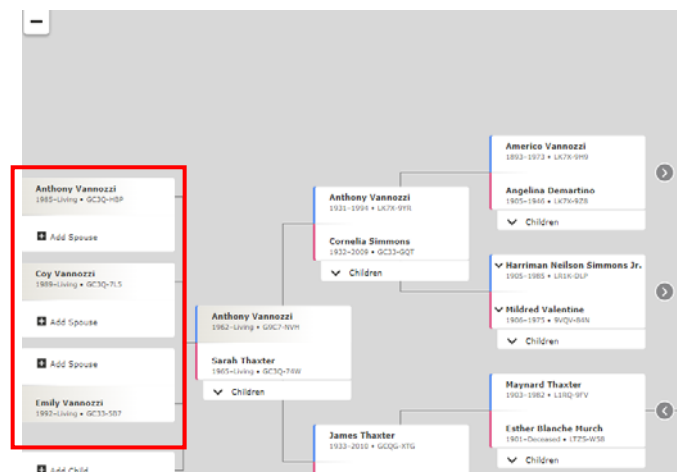 Anthony Vannozzi
1985–Living • GC3Q-H8P
Add Spouse
Coy Vannozzi
1989–Living • GC3Q-7LS
Add Spouse
Add Spouse
Emily Vannozzi
1992–Living • GC33-5B7
Add Child
Anthony Vannozzi
1962–Living • G9C7-NVH
Sarah Thaxter
1965–Living • GC3Q-74W
Children
Anthony Vannozzi
1931–1994 • LK7X-9YR
Cornelia Simmons
1932–2009 • GC33-GQT
Children
James Thaxter
1933–2010 • GCQG-XTG
Americo Vannozzi
1893–1973 • LK7X-9H9
Angelina Demartino
1905–1946 • LK7X-9Z8
Children
Harriman Neilson Simmons Jr.
1905–1985 • LR1K-DLP
Mildred Valentine
1906–1975 • 9VQV-84N
Children
Maynard Thaxter
1903–1982 • L1RQ-9FV
Esther Blanche Murch
1901–Deceased • LTZS-W58
Children